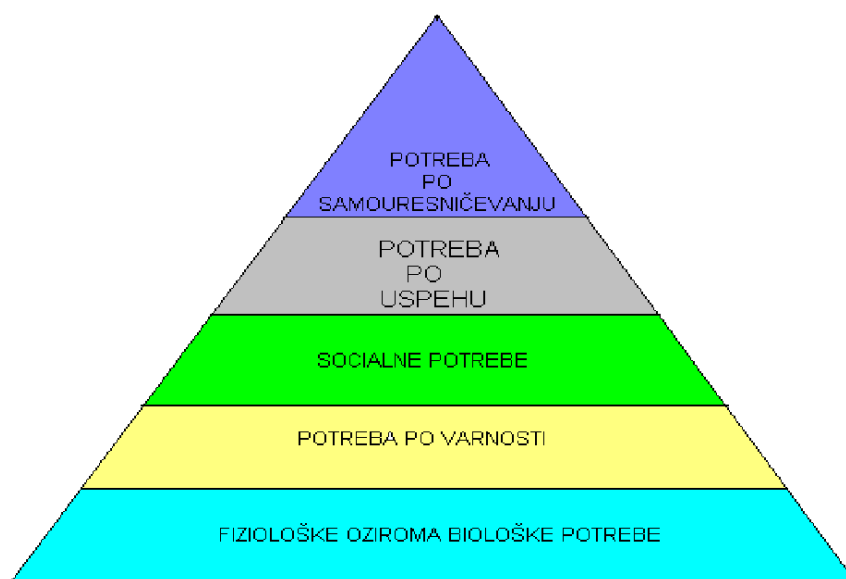 POTREBA
PO
SAMOURESNIČEVANJU
POTREBA
PO
USPEHU
SOCIALNE POTREBE
POTREBA PO VARNOSTI
FIZIOLOŠKE OZIROMA BIOLOŠKE POTREBE